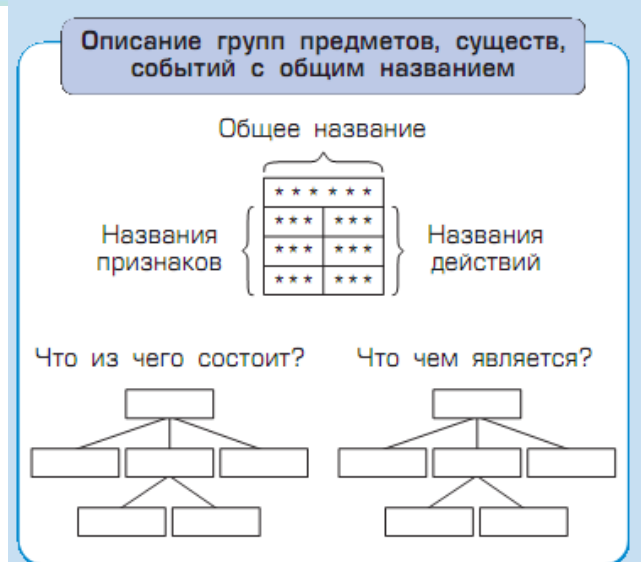 Описание групп предметов, существ,
событий с общим названием
Общее название
* * * * * *
* * * * * *
* * * * * *
* * * * * *
Названия
признаков
Названия
действий
Что из чего состоит?
Что чем является?